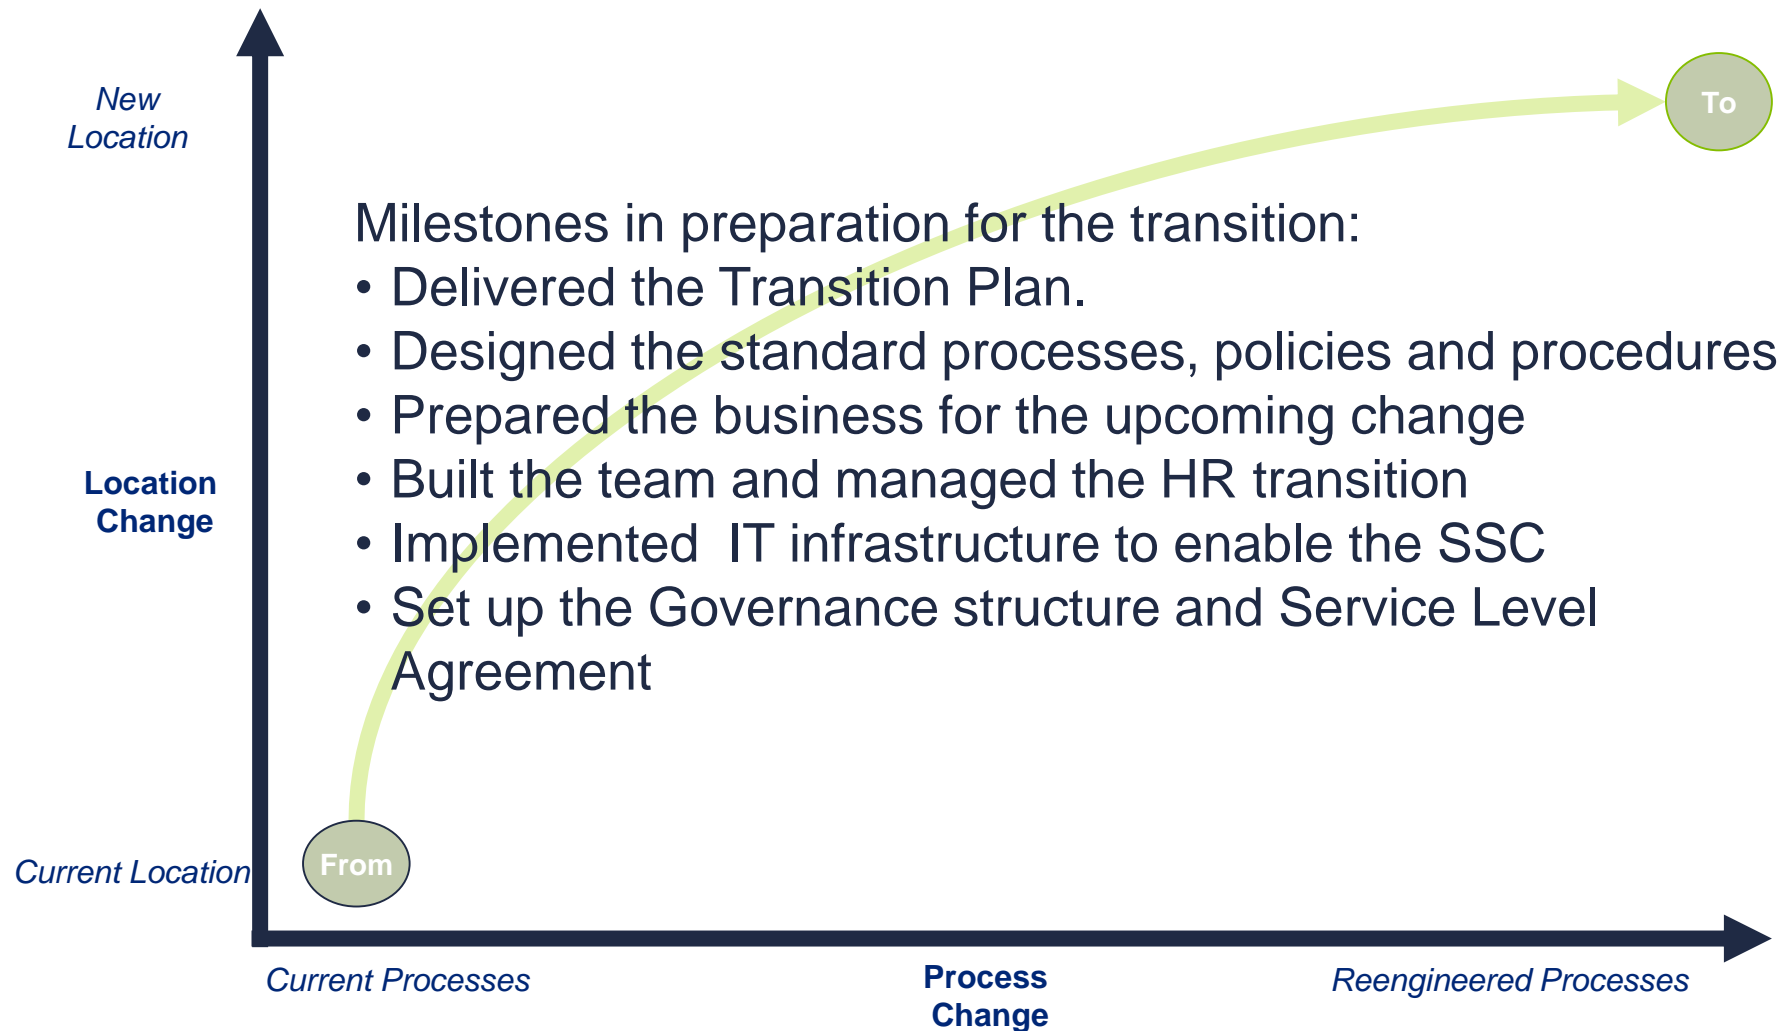 New
Location
To
Milestones in preparation for the transition:
• Delivered the Transition Plan.
• Designed the standard processes, policies and procedures
• Prepared the business for the upcoming change
• Built the team and managed the HR transition
• Implemented  IT infrastructure to enable the SSC
• Set up the Governance structure and Service Level
Agreement
Location
Change
From
Current Location
Current Processes
Process
Change
Reengineered Processes